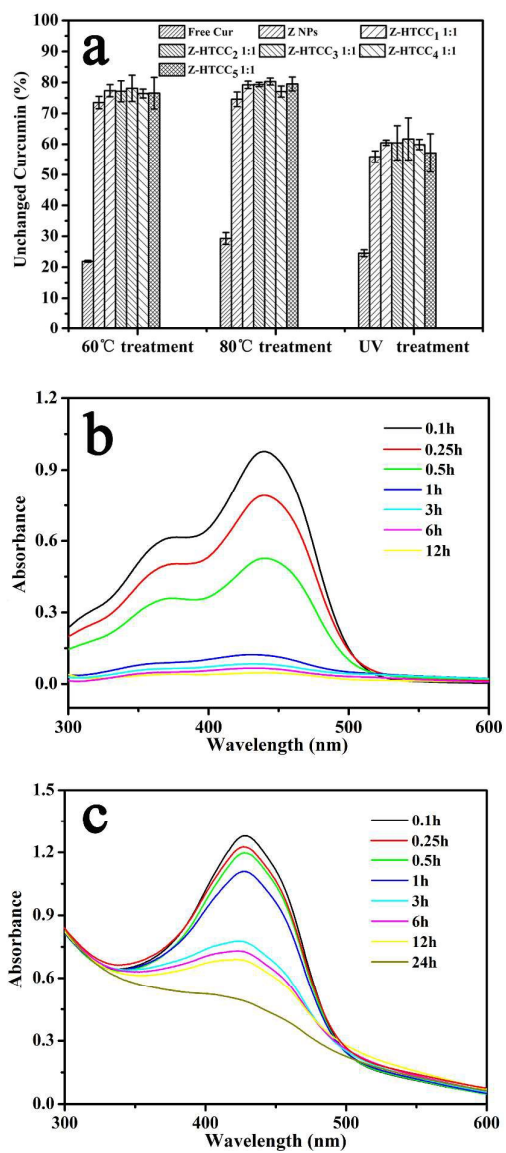 a
Free Cur Z NPs Z-HTCC₁ 1:1
Z-HTCC₂ 1:1 Z-HTCC₃ 1:1 Z-HTCC₄ 1:1
Z-HTCC₅ 1:1
Unchanged Curcumin (%)
100
90
80
70
60
50
40
30
20
10
0
60℃ treatment 80℃ treatment UV treatment
b
0.1h
0.25h
0.5h
1h
3h
6h
12h
Absorbance
1.2
0.9
0.6
0.3
0.0
300 400 500 600
Wavelength (nm)
c
0.1h
0.25h
0.5h
1h
3h
6h
12h
24h
Absorbance
1.5
1.2
0.9
0.6
0.3
0.0
300 400 500 600
Wavelength (nm)